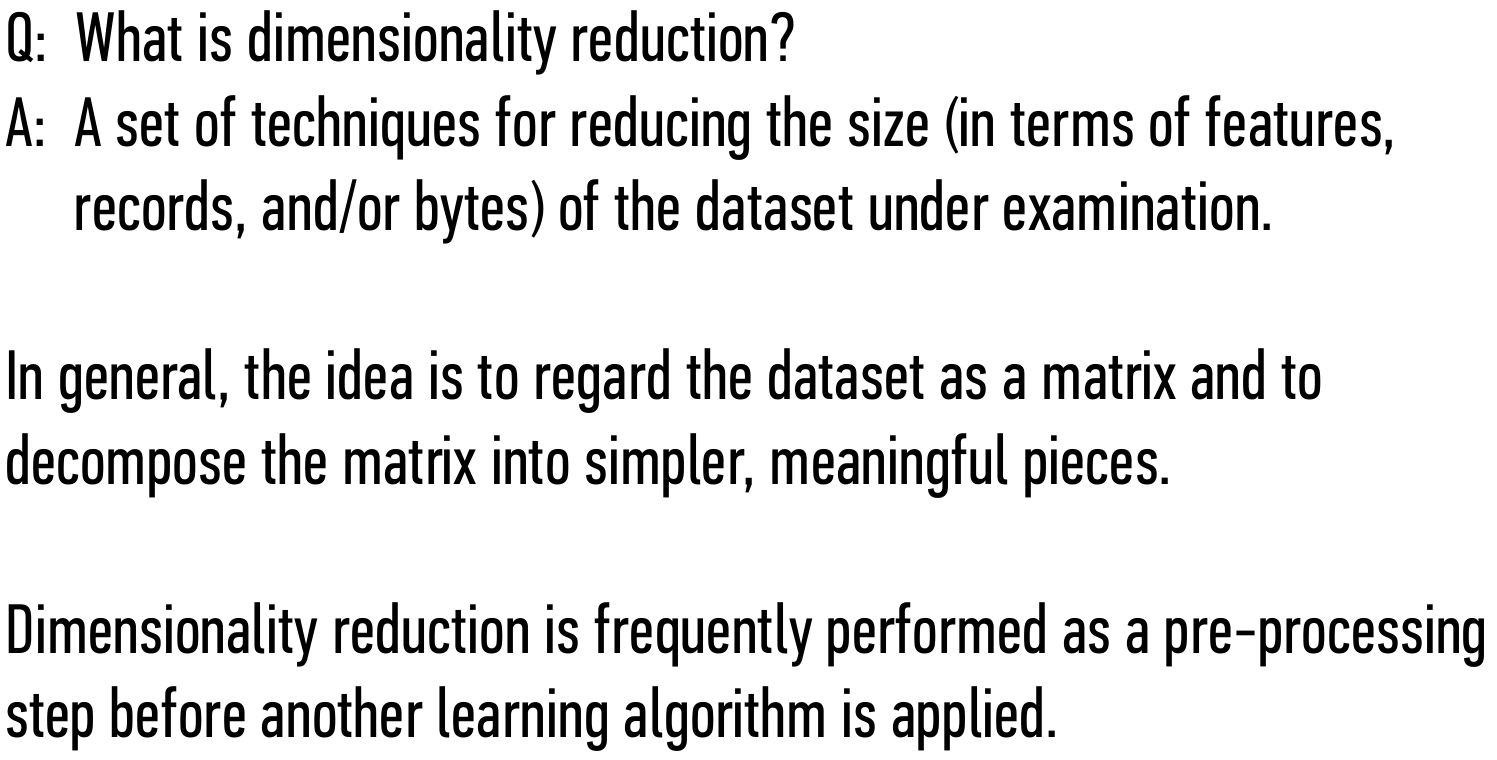 Q: What is dimensionality reduction?
A: A set of techniques for reducing the size (in terms of features,
records, and/or bytes) of the dataset under examination.
In general, the idea is to regard the dataset as a matrix and to
decompose the matrix into simpler, meaningful pieces.
Dimensionality reduction is frequently performed as a pre-processing
step before another learning algorithm is applied.